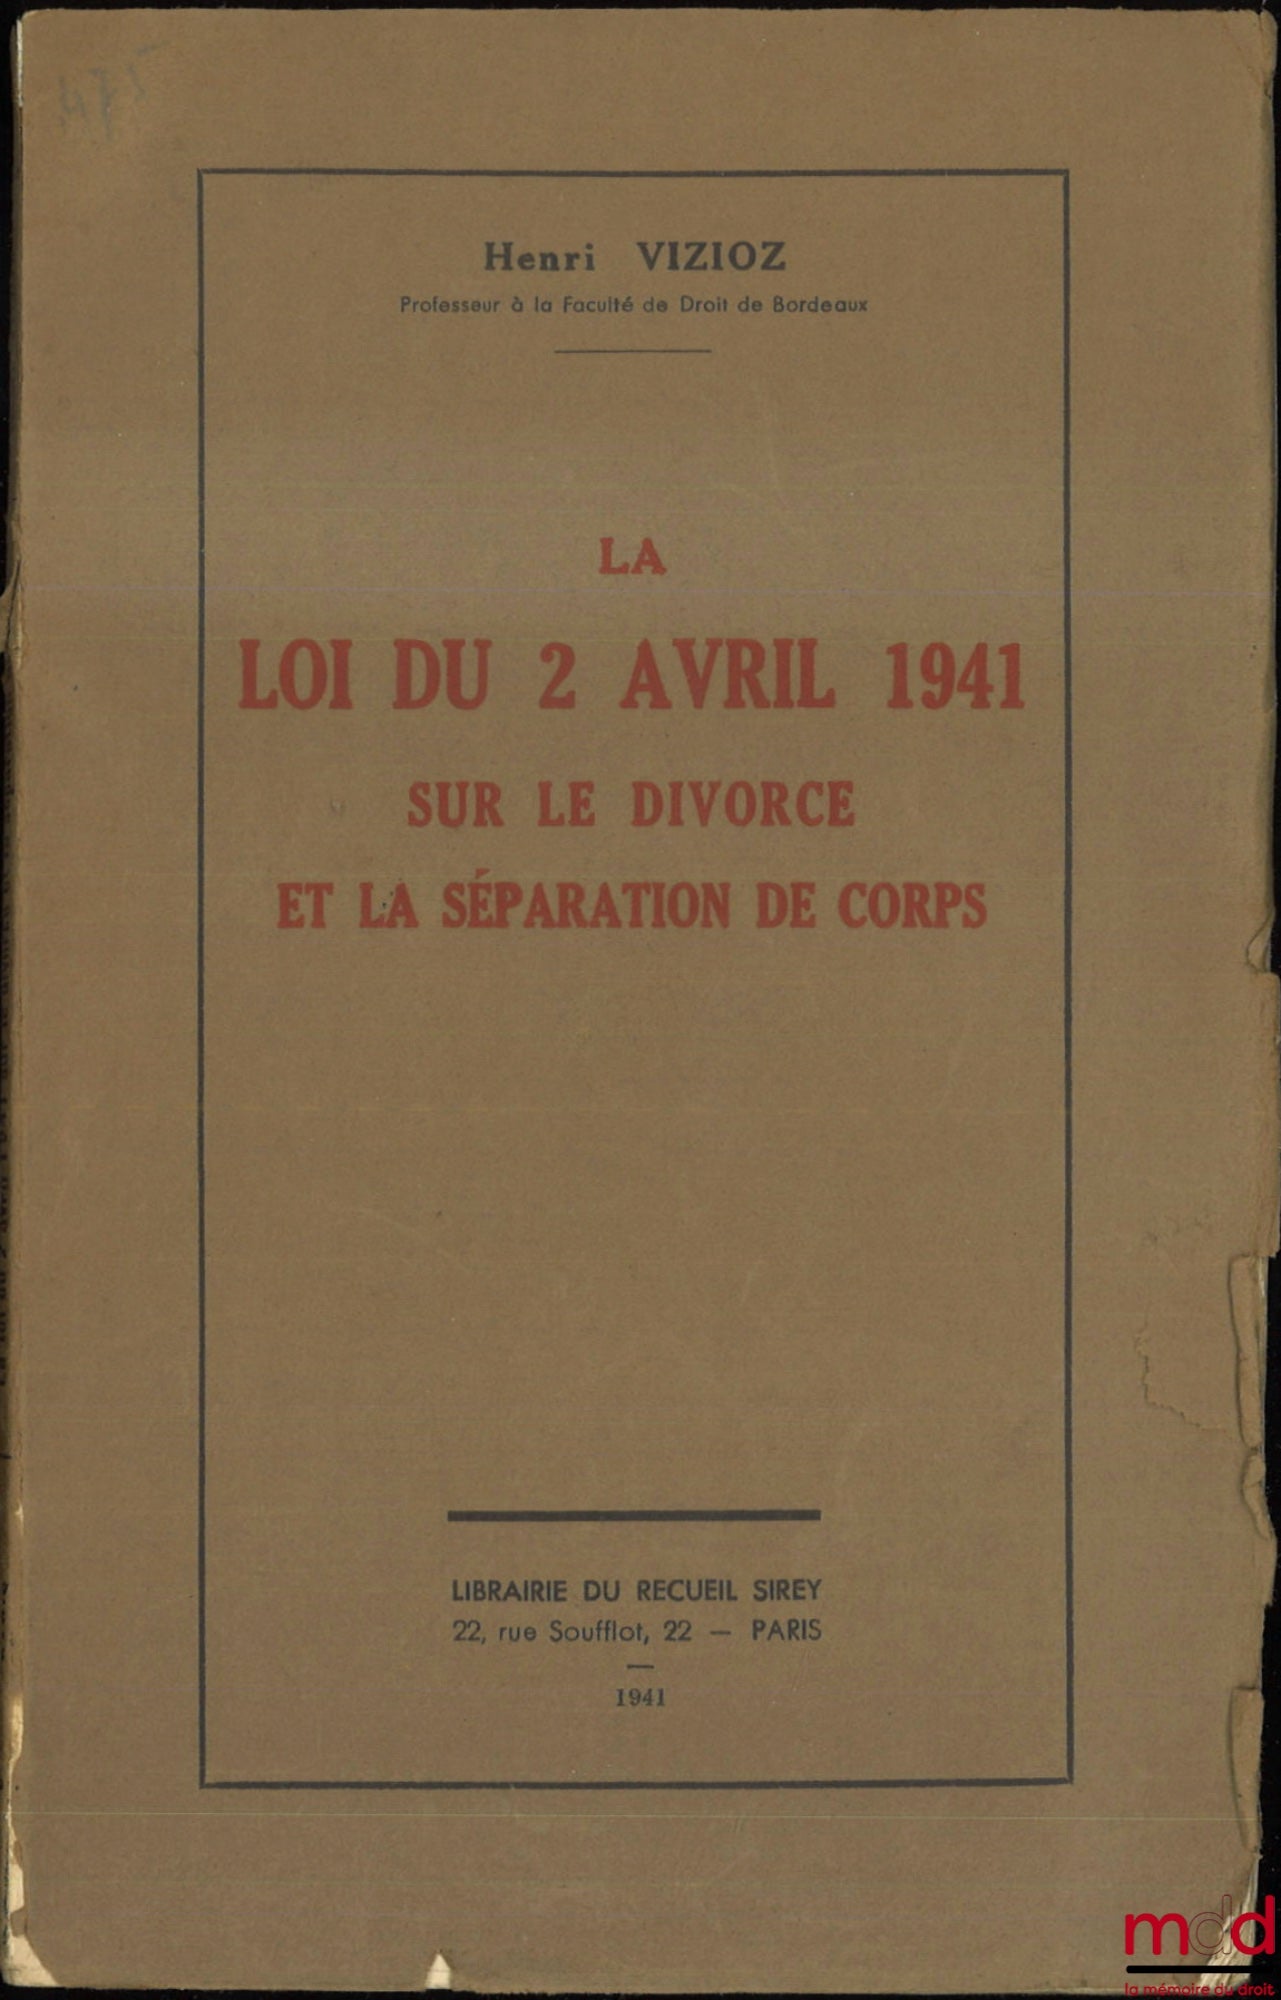 Henri VIZIOZ
Professeur à la Faculté de Droit de Bordeaux
LA
LOI DU 2 AVRIL 1941
SUR LE DIVORCE
ET LA SÉPARATION DE CORPS
LIBRAIRIE DU RECUEIL SIREY
22, rue Soufflot, 22 — PARIS
1941
mdd
la mémoire du droit